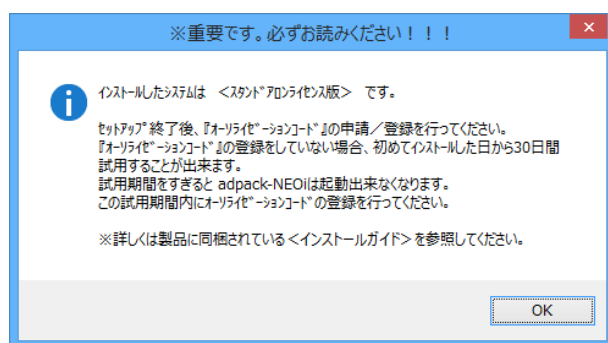 ※重要です。必ずお読みください！！！
ｲﾝｽﾄｰﾙしたｼｽﾃﾑは　＜ｽﾀﾝﾄﾞｱﾛﾝﾗｲｾﾝｽ版＞　です。
ｾｯﾄｱｯﾌﾟ終了後、『ｵｰｿﾗｲｾﾞｰｼｮﾝｺｰﾄﾞ』の申請／登録を行ってください。
『ｵｰｿﾗｲｾﾞｰｼｮﾝｺｰﾄﾞ』の登録をしていない場合、初めてｲﾝｽﾄｰﾙした日から30日間
試用することが出来ます。
試用期間をすぎると adpack-NEOiは起動出来なくなります。
この試用期間内にｵｰｿﾗｲｾﾞｰｼｮﾝｺｰﾄﾞの登録を行ってください。
※詳しくは製品に同梱されている＜インストールガイド＞を参照してください。
OK